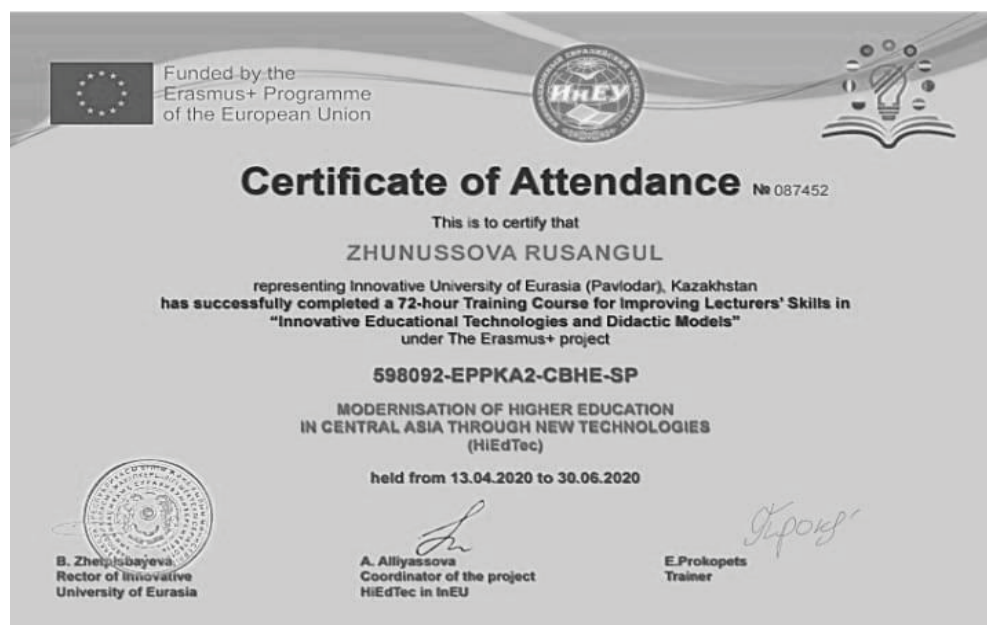 Funded by the
Erasmus+ Programme
of the European Union
ИнЕУ
Certificate of Attendance № 087452
This is to certify that
ZHUNUSSOVA RUSANGUL
representing Innovative University of Eurasia (Pavlodar), Kazakhstan
has successfully completed a 72-hour Training Course for Improving Lecturers' Skills in
"Innovative Educational Technologies and Didactic Models"
under The Erasmus+ project
598092-EPPKA2-CBHE-SP
MODERNISATION OF HIGHER EDUCATION
IN CENTRAL ASIA THROUGH NEW TECHNOLOGIES
(HiEdTec)
held from 13.04.2020 to 30.06.2020
B. Zhetpisbayeva
Rector of Innovative
University of Eurasia
A. Alliyassova
Coordinator of the project
HiEdTec in InEU
E.Prokopets
Trainer